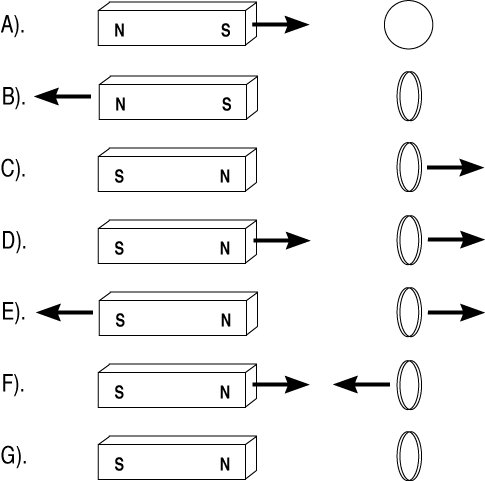 A). N S
B). N S
C). S N
D). S N
E). S N
F). S N
G). S N